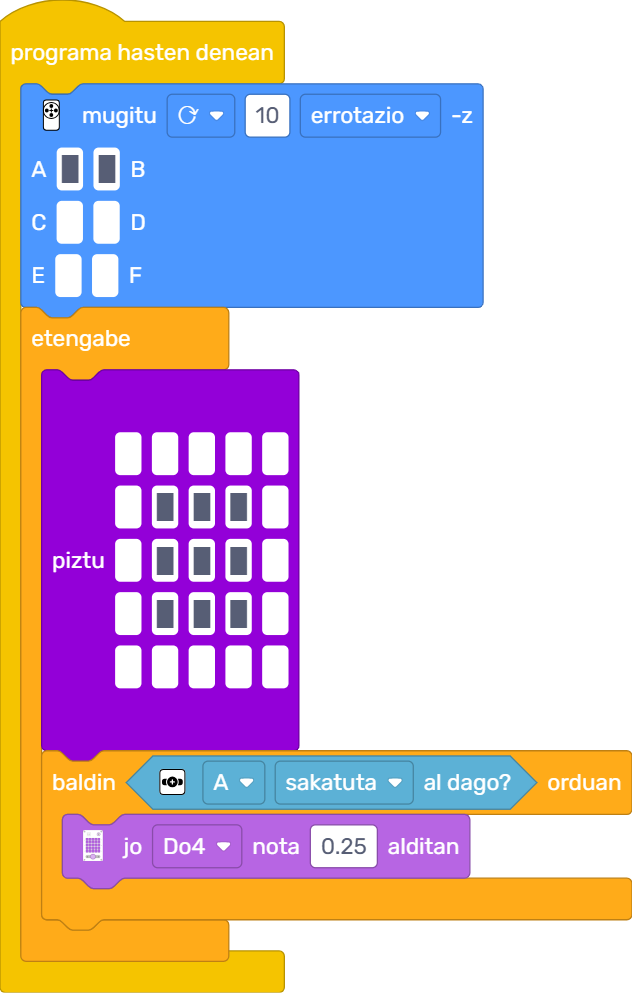 programa hasten denean
mugitu 10 errotazio -z
A B
C D
E F
etengabe
piztu
baldin A sakatuta al dago? orduan
jo Do4 nota 0.25 alditan